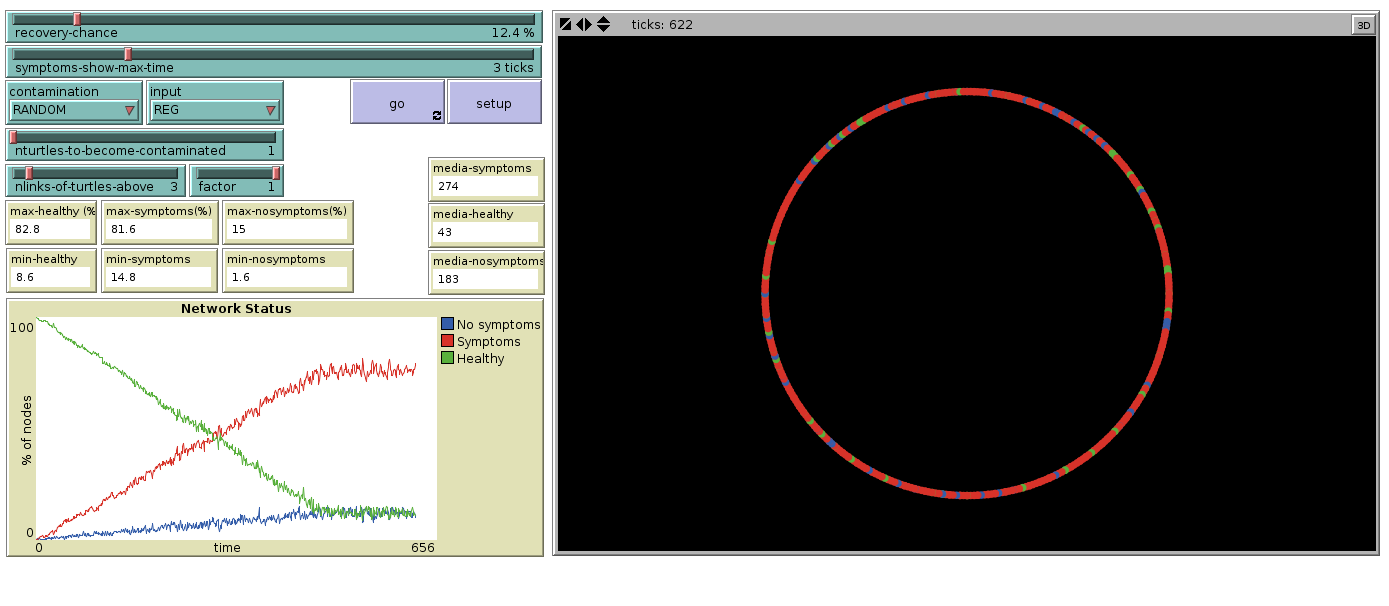 recovery-chance 12.4 %
symptoms-show-max-time 3 ticks
contamination
RANDOM
input
REG
go
setup
nturtles-to-become-contaminated 1
nlinks-of-turtles-above 3
factor 1
media-symptoms
274
max-healthy (%
82.8
max-symptoms(%)
81.6
max-nosymptoms(%)
15
media-healthy
43
min-healthy
8.6
min-symptoms
14.8
min-nosymptoms
1.6
media-nosymptoms
183
Network Status
100
0
% of nodes
0
time
656
No symptoms
Symptoms
Healthy
ticks: 622
3D